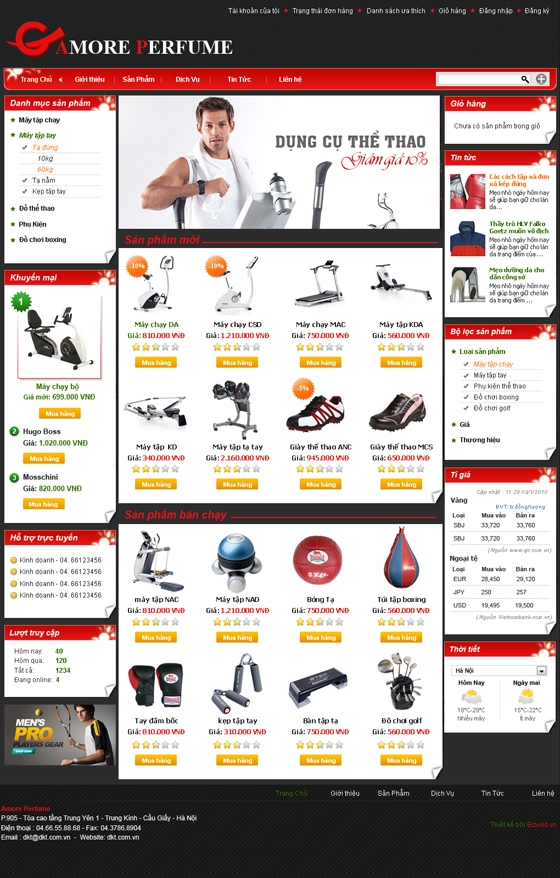 Tài khoản của tôi ★ Trạng thái đơn hàng ★ Danh sách ưa thích ★ Giỏ hàng ★ Đăng nhập ★ Đăng ký
AMORE PERFUME
Trang Chủ
Giới thiệu
Sản Phẩm
Dịch Vụ
Tin Tức
Liên hệ
Danh mục sản phẩm
Máy tập chạy
Máy tập tay
Tạ đứng
10kg
60kg
Tạ nằm
Kẹp tập tay
Đồ thể thao
Phụ Kiện
Đồ chơi boxing
Khuyến mại
1
Máy chạy bộ
Giá mới: 699.000 VNĐ
Mua hàng
2 Hugo Boss
Giá : 1.020.000 VNĐ
Mua hàng
3 Mosschini
Giá : 820.000 VNĐ
Mua hàng
Hỗ trợ trực tuyến
Kinh doanh - 04. 66123456
Kinh doanh - 04. 66123456
Kinh doanh - 04. 66123456
Kinh doanh - 04. 66123456
Lượt truy cập
Hôm nay: 40
Hôm qua: 120
Tất cả: 1234
Đang online: 4
MEN'S
PRO
PLAYERS GEAR
DỤNG CỤ THỂ THAO
Giảm giá 10%
Sản phẩm mới
-10%
-10%
Máy chạy DA
Máy chạy CSD
Máy chạy MAC
Máy tập KDA
Giá: 810.000 VNĐ
Giá: 1.210.000 VNĐ
Giá: 750.000 VNĐ
Giá: 560.000 VNĐ
Mua hàng
Mua hàng
Mua hàng
Mua hàng
-5%
Máy tập KD
Máy tập tạ tay
Giày thể thao ANC
Giày thể thao MCS
Giá: 340.000 VNĐ
Giá: 2.160.000 VNĐ
Giá: 945.000 VNĐ
Giá: 650.000 VNĐ
Mua hàng
Mua hàng
Mua hàng
Mua hàng
Sản phẩm bán chạy
máy tập NAC
Máy tập NAD
Bóng Tạ
Túi tập boxing
Giá: 810.000 VNĐ
Giá: 1.210.000 VNĐ
Giá: 750.000 VNĐ
Giá: 560.000 VNĐ
Mua hàng
Mua hàng
Mua hàng
Mua hàng
STEP
Tay đấm bốc
kẹp tập tay
Bàn tập tạ
Đồ chơi golf
Giá: 810.000 VNĐ
Giá: 310.000 VNĐ
Giá: 750.000 VNĐ
Giá: 560.000 VNĐ
Mua hàng
Mua hàng
Mua hàng
Mua hàng
Giỏ hàng
Chưa có sản phẩm trong giỏ
Tin tức
Các cách tập xà đơn xà kép đúng
Mẹo nhỏ ngày hôm nay sẽ giúp bạn giữ cho làn da...
Thầy trò HLV Falko Goetz muốn vô địch
Mẹo nhỏ ngày hôm nay sẽ giúp bạn giữ cho làn da trang điểm ...
Mẹo dưỡng da cho dân công sở
Mẹo nhỏ ngày hôm nay sẽ giúp bạn giữ cho làn da trang điểm ...
Bộ lọc sản phẩm
Loại sản phẩm
Máy tập chạy
Máy tập tay
Phụ kiện thể thao
Đồ chơi boxing
Đồ chơi golf
Giá
Thương hiệu
Tỉ giá
Cập nhật : 11:29 03/1/2010
Vàng
ĐVT: tr.đồng/lượng
Loại Mua vào Bán ra
SBJ 33,720 33,760
SBJ 33,720 33,760
Ngoại tệ
Loại Mua vào Bán ra
EUR 28,450 29,120
JPY 250 257
USD 19,495 19,500
(Nguồn Vietcombank.com.vn)
Thời tiết
Hà Nội
Hôm Nay
Ngày mai
18°C-29°C
15°C-22°C
Nhiều mây
Ít mây
Trang Chủ
Giới thiệu
Sản Phẩm
Dịch Vụ
Tin Tức
Liên hệ
Amore Perfume
P.905 - Tòa cao tầng Trung Yên 1 - Trung Kính - Cầu Giấy - Hà Nội
Điện thoại : 04.66.55.88.68 - Fax: 04.3786.8904
Email : dkt@dkt.com.vn - Website: dkt.com.vn
Thiết kế bởi Bizweb.vn